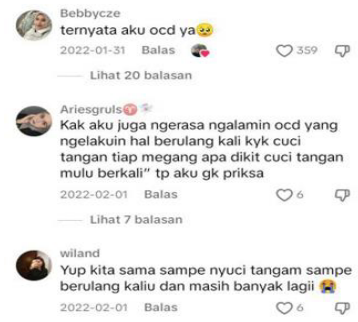 Bebbycze
ternyata aku ocd ya🥺
2022-01-31 Balas 359
Lihat 20 balasan
Ariesgruls♈
Kak aku juga ngerasa ngalamin ocd yang
ngelakuin hal berulang kali kyk cuci
tangan tiap megang apa dikit cuci tangan
mulu berkali” tp aku gk priksa
2022-02-01 Balas 6
Lihat 7 balasan
wiland
Yup kita sama sampe nyuci tangam sampe
berulang kaliu dan masih banyak lagii 😭
2022-02-01 Balas 6